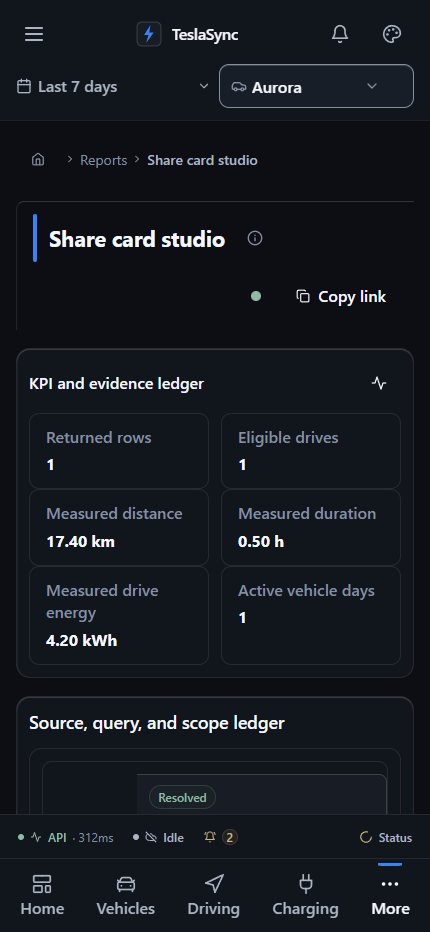 TeslaSync
Last 7 days
Aurora
Reports
Share card studio
Share card studio
Copy link
KPI and evidence ledger
Returned rows
1
Eligible drives
1
Measured distance
17.40 km
Measured duration
0.50 h
Measured drive
energy
4.20 kWh
Active vehicle days
1
Source, query, and scope ledger
Resolved
API · 312ms
Idle
2
Status
Home
Vehicles
Driving
Charging
More